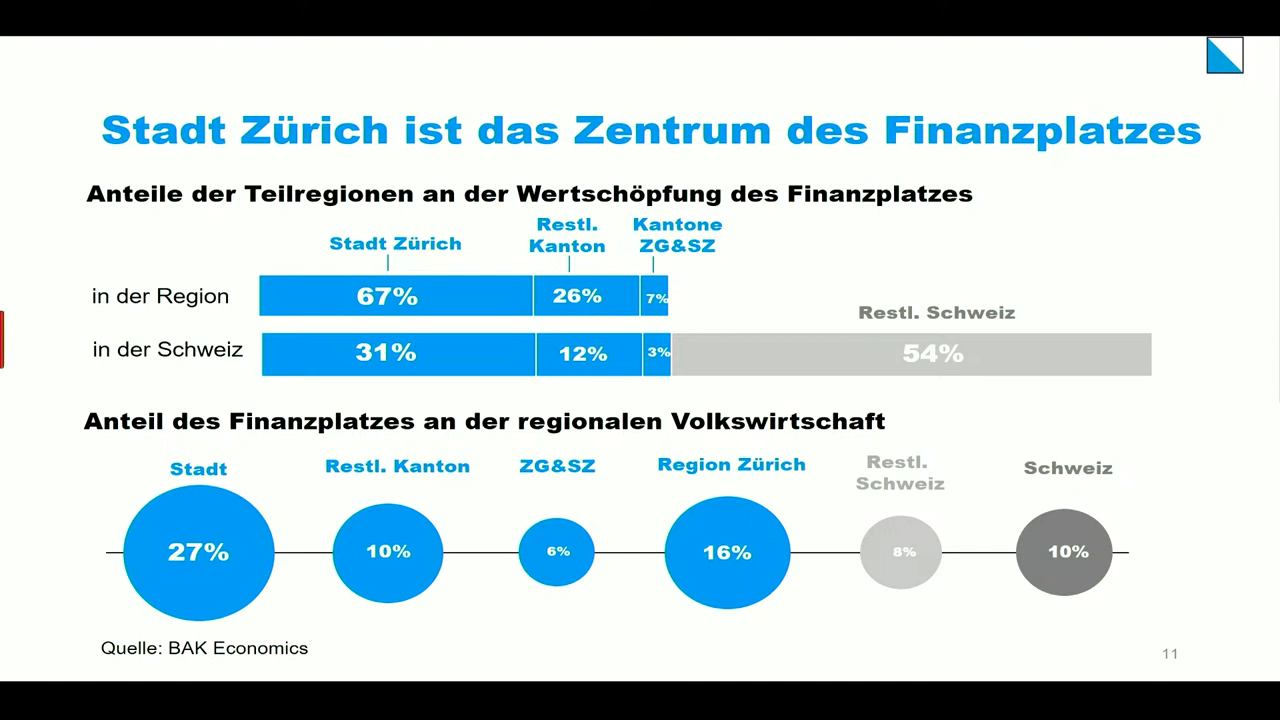 Stadt Zürich ist das Zentrum des Finanzplatzes
Anteile der Teilregionen an der Wertschöpfung des Finanzplatzes
Stadt Zürich
Restl.
Kanton
Kantone
ZG&SZ
in der Region
67%
26%
7%
Restl. Schweiz
in der Schweiz
31%
12%
3%
54%
Anteil des Finanzplatzes an der regionalen Volkswirtschaft
Stadt
Restl. Kanton
ZG&SZ
Region Zürich
Restl.
Schweiz
Schweiz
27%
10%
6%
16%
8%
10%
Quelle: BAK Economics
11